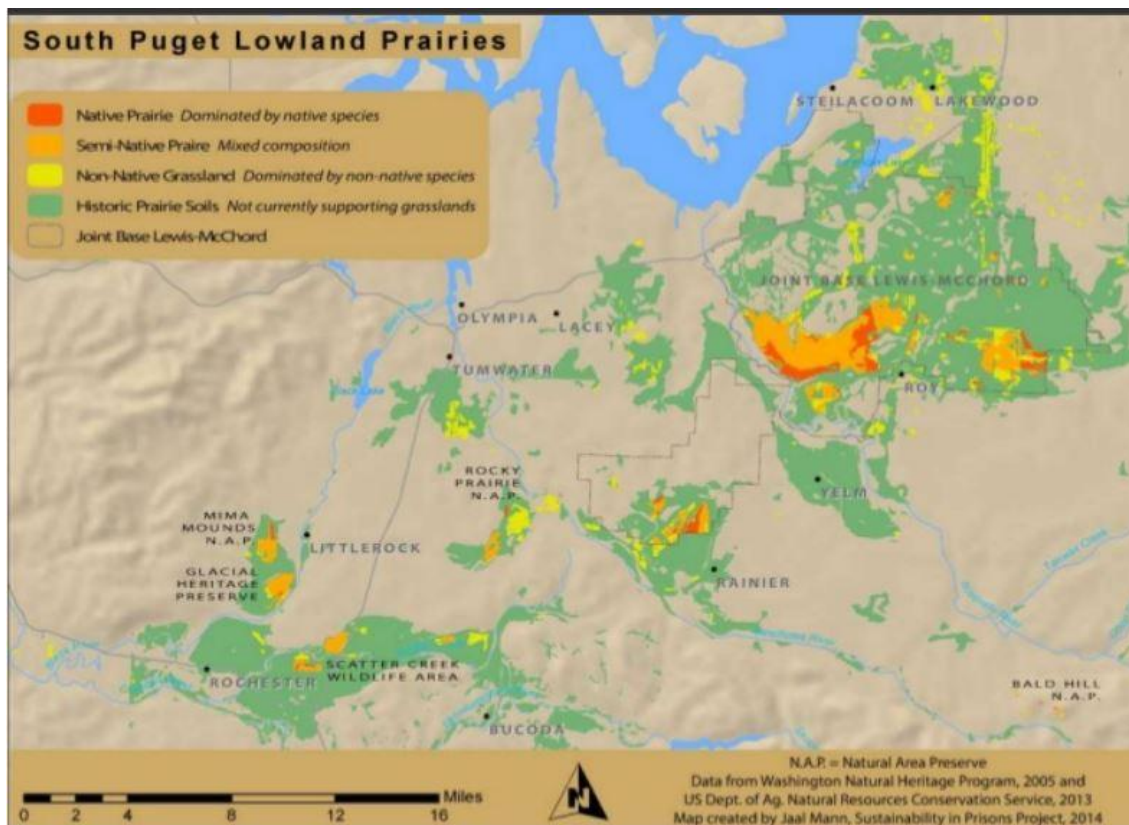 South Puget Lowland Prairies
Native Prairie Dominated by native species
Semi-Native Praire Mixed composition
Non-Native Grassland Dominated by non-native species
Historic Prairie Soils Not currently supporting grasslands
Joint Base Lewis-McChord
STEILACOOM
LAKEWOOD
JOINT BASE LEWIS-MCCHORD
OLYMPIA
LACEY
TUMWATER
ROY
ROCKY
PRAIRIE
N.A.P.
YELM
MIMA
MOUNDS
N.A.P.
LITTLEROCK
GLACIAL
HERITAGE
PRESERVE
RAINIER
SCATTER CREEK
WILDLIFE AREA
ROCHESTER
BALD HILL
N.A.P.
BUCODA
N.A.P. = Natural Area Preserve
Data from Washington Natural Heritage Program, 2005 and
US Dept. of Ag. Natural Resources Conservation Service, 2013
Map created by Jaal Mann, Sustainability in Prisons Project, 2014
Miles
0 2 4 8 12 16
N